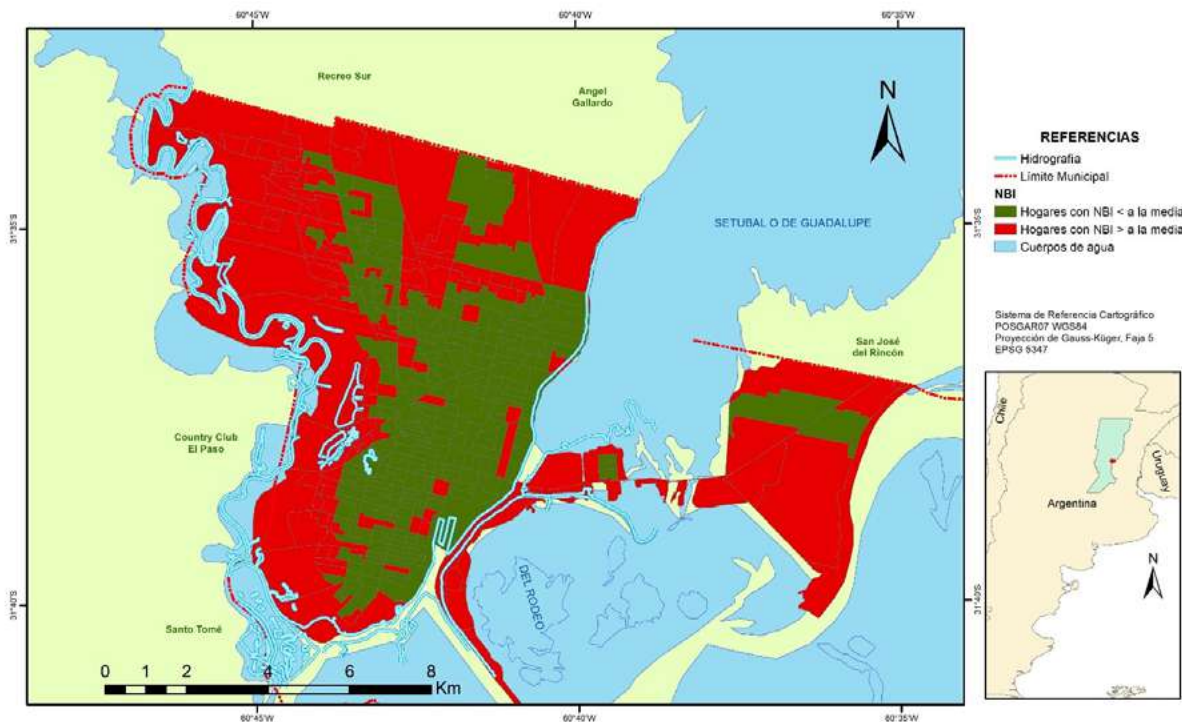 60°45'W
60°40'W
60°35'W
Recreo Sur
Angel
Gallardo
N
31°35'S
31°35'S
SETUBAL O DE GUADALUPE
San José
del Rincón
Country Club
El Paso
DEL RODEO
31°40'S
31°40'S
Santo Tomé
0 1 2 4 6 8
Km
60°45'W
60°40'W
60°35'W
REFERENCIAS
Hidrografia
Límite Municipal
NBI
Hogares con NBI < a la media
Hogares con NBI > a la media
Cuerpos de agua
Sistema de Referencia Cartográfico
POSGAR07 WGS84
Proyección de Gauss-Küger, Faja 5
EPSG 5347
Chile
Uruguay
Argentina
N